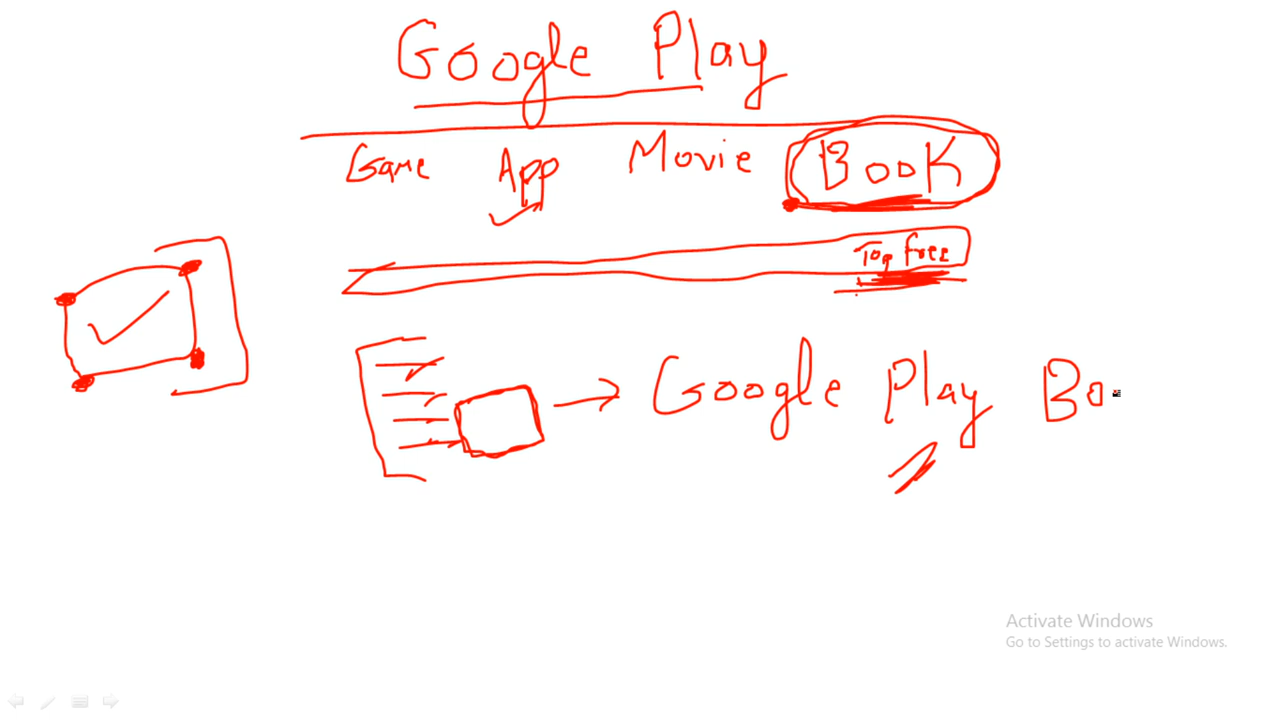 Google Play
Game App Movie Book
Top free
Google Play Bo
Activate Windows
Go to Settings to activate Windows.